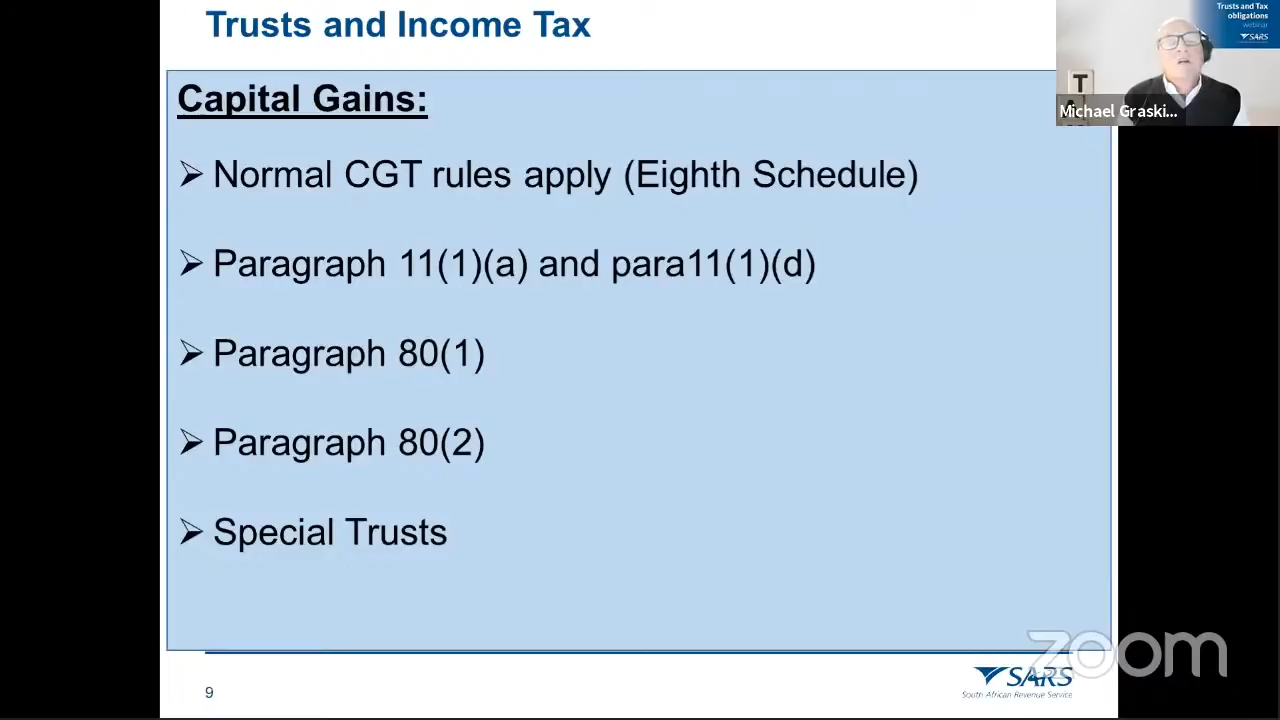 Trusts and Income Tax
Capital Gains:
➢ Normal CGT rules apply (Eighth Schedule)
➢ Paragraph 11(1)(a) and para11(1)(d)
➢ Paragraph 80(1)
➢ Paragraph 80(2)
➢ Special Trusts
9
SARS
South African Revenue Service
zoom
Trusts and Tax
obligations
webinar
SARS
T
Michael Graski...